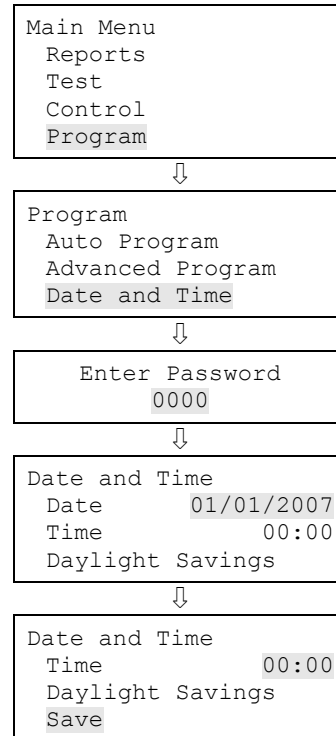 Main Menu
Reports
Test
Control
Program
⇩
Program
Auto Program
Advanced Program
Date and Time
⇩
Enter Password
0000
⇩
Date and Time
Date 01/01/2007
Time 00:00
Daylight Savings
⇩
Date and Time
Time 00:00
Daylight Savings
Save